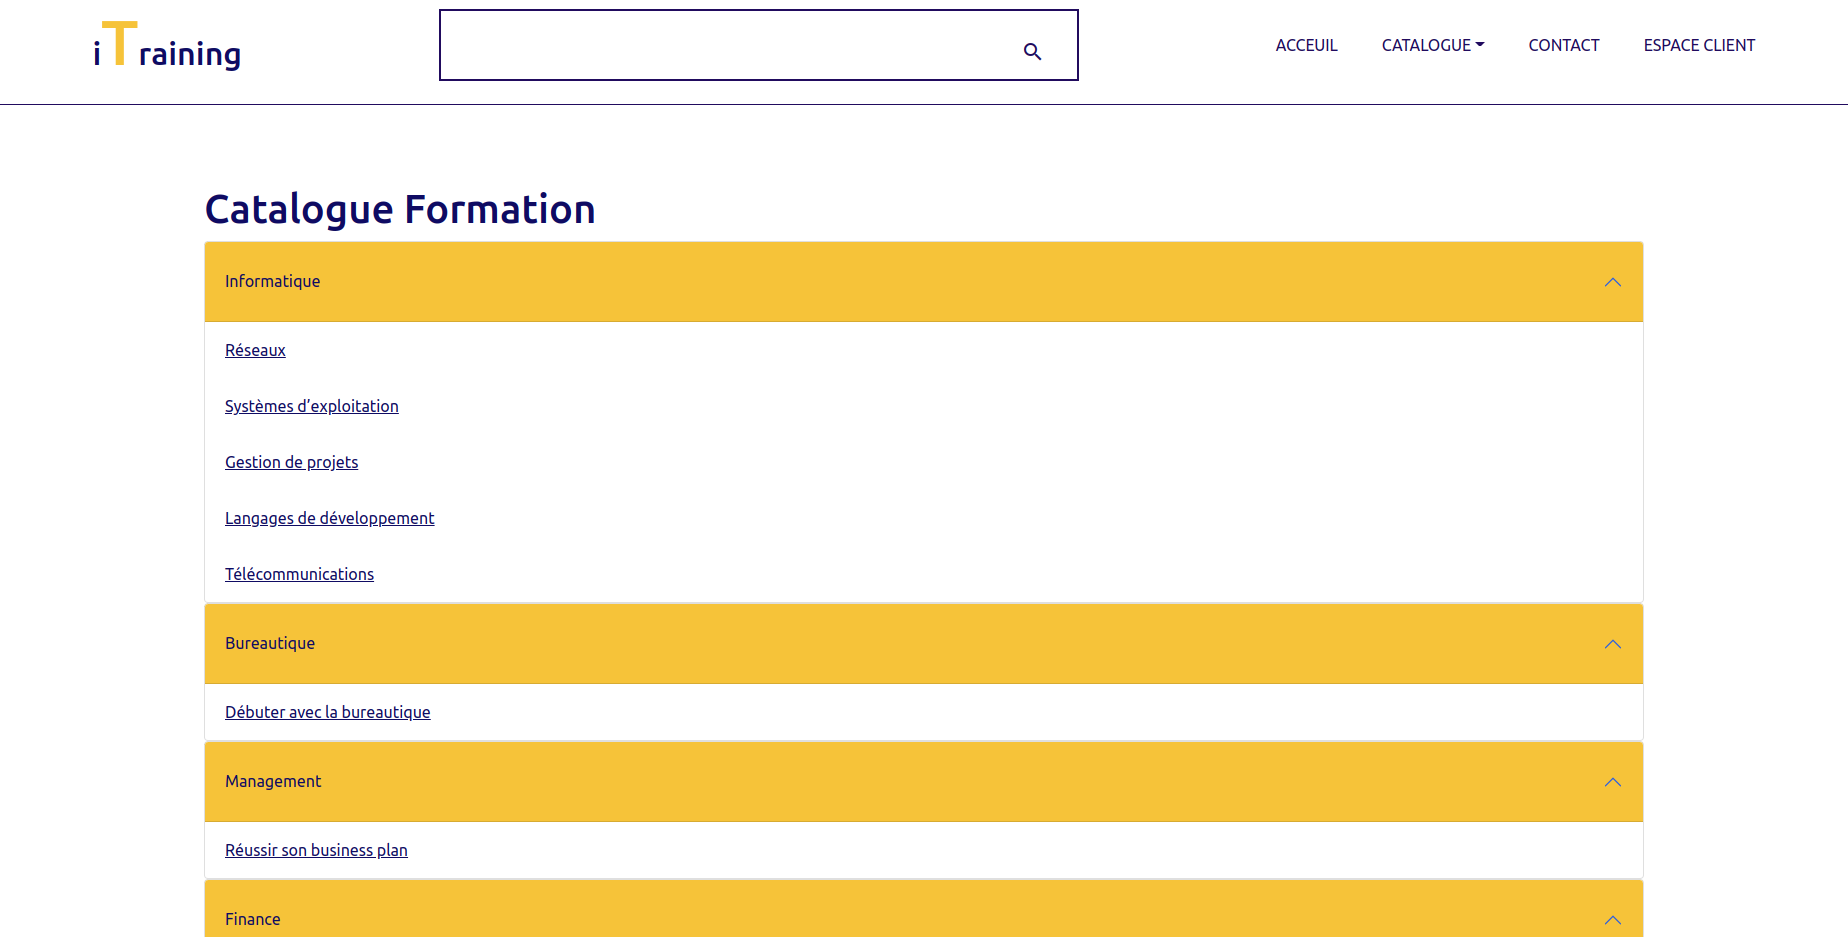 iTraining
ACCEUIL CATALOGUE CONTACT ESPACE CLIENT
Catalogue Formation
Informatique
Réseaux
Systèmes d’exploitation
Gestion de projets
Langages de développement
Télécommunications
Bureautique
Débuter avec la bureautique
Management
Réussir son business plan
Finance